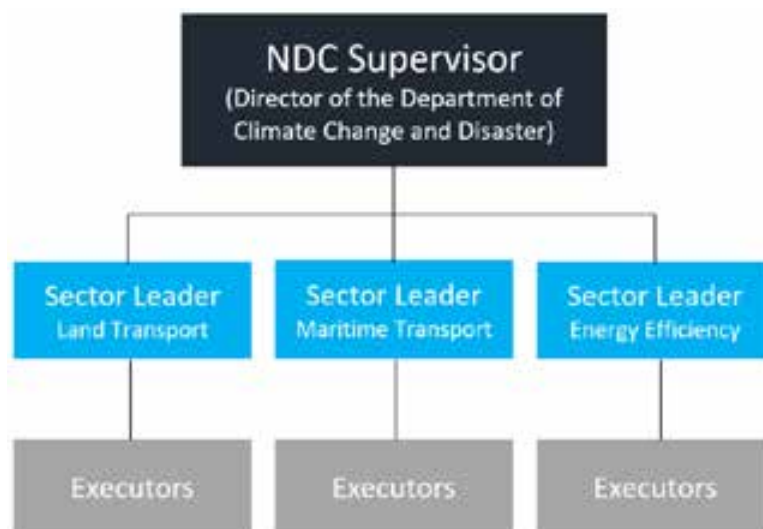 NDC Supervisor
(Director of the Department of
Climate Change and Disaster)
Sector Leader
Land Transport
Sector Leader
Maritime Transport
Sector Leader
Energy Efficiency
Executors
Executors
Executors